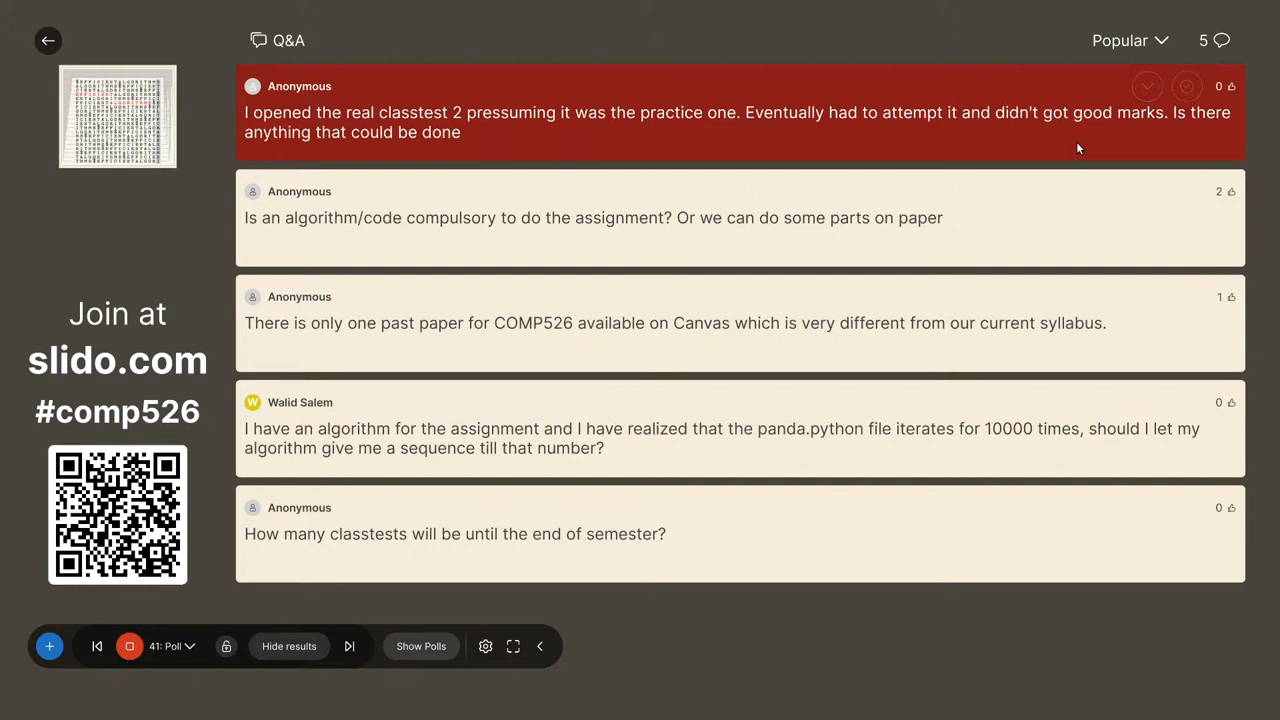 Q&A
Popular
5
Anonymous
0
I opened the real classtest 2 pressuming it was the practice one. Eventually had to attempt it and didn't got good marks. Is there
anything that could be done
Anonymous
2
Is an algorithm/code compulsory to do the assignment? Or we can do some parts on paper
Anonymous
1
There is only one past paper for COMP526 available on Canvas which is very different from our current syllabus.
W
Walid Salem
0
I have an algorithm for the assignment and I have realized that the panda.python file iterates for 10000 times, should I let my
algorithm give me a sequence till that number?
Anonymous
0
How many classtests will be until the end of semester?
Join at
slido.com
#comp526
41: Poll
Hide results
Show Polls